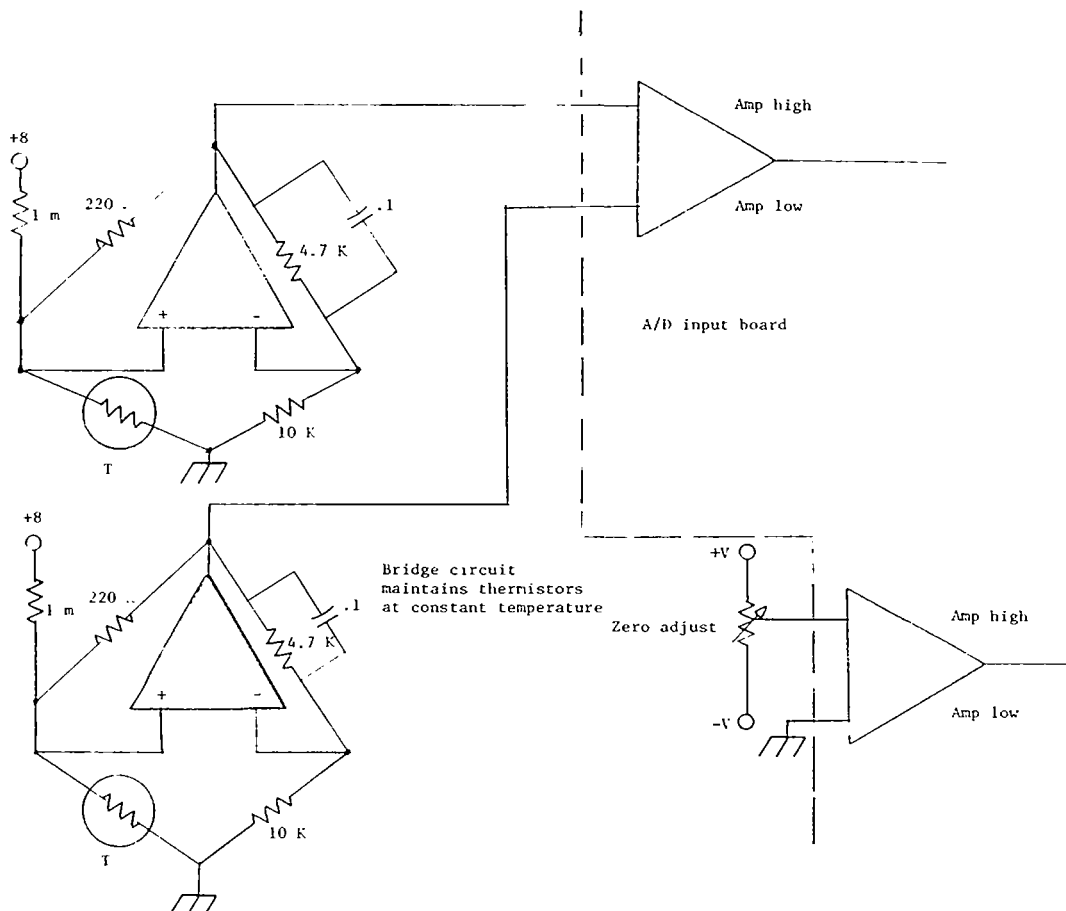 Amp high
+8
220
.1
1 m
Amp low
4.7 K
+ -
A/D input board
10 K
T
+8
Bridge circuit
maintains thermistors
at constant temperature
+V
220
.1
1 m
Zero adjust
Amp high
4.7 K
+ -
-V
Amp low
10 K
T